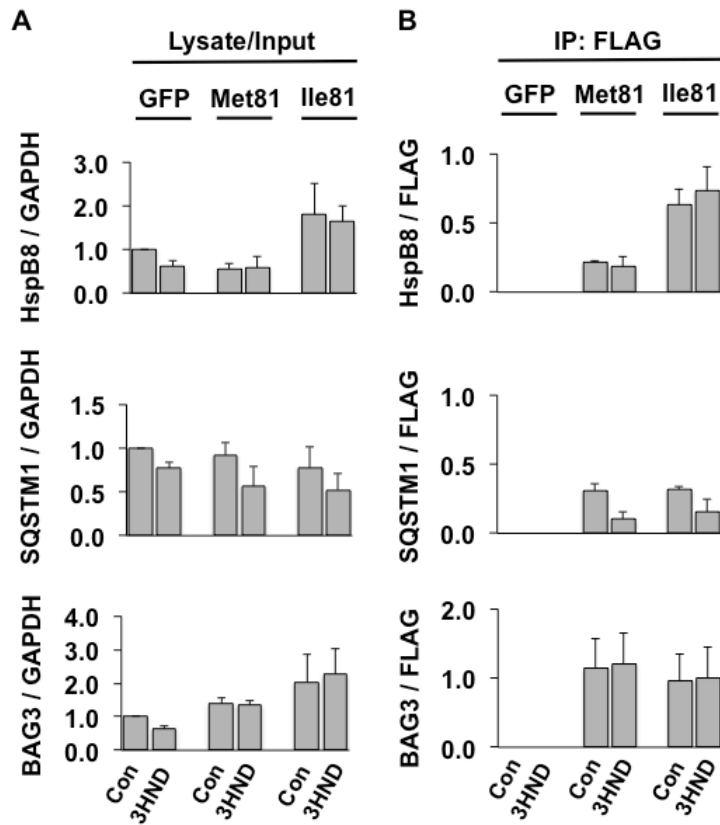 A
Lysate/Input
GFP Met81 Ile81
HspB8 / GAPDH
3.0
2.0
1.0
0.0
SQSTM1 / GAPDH
1.5
1.0
0.5
0.0
BAG3 / GAPDH
4.0
3.0
2.0
1.0
0.0
Con 3HND Con 3HND Con 3HND
B
IP: FLAG
GFP Met81 Ile81
HspB8 / FLAG
1.0
0.5
0.0
SQSTM1 / FLAG
1.0
0.5
0.0
BAG3 / FLAG
2.0
1.0
0.0
Con 3HND Con 3HND Con 3HND